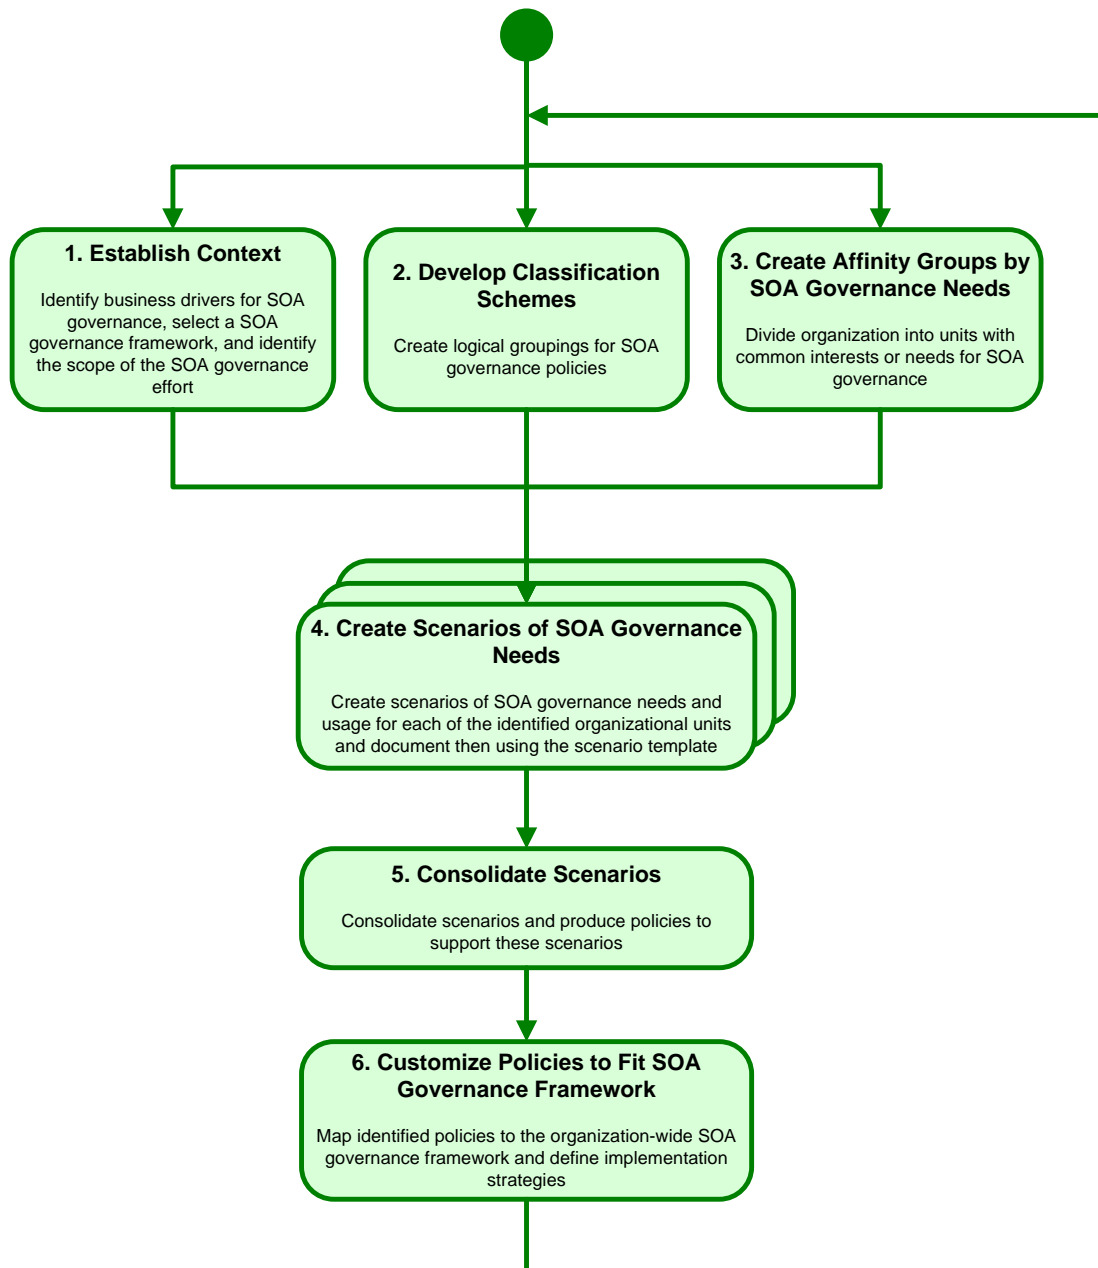 1. Establish Context
Identify business drivers for SOA
governance, select a SOA
governance framework, and identify
the scope of the SOA governance
effort
2. Develop Classification
Schemes
Create logical groupings for SOA
governance policies
3. Create Affinity Groups by
SOA Governance Needs
Divide organization into units with
common interests or needs for SOA
governance
4. Create Scenarios of SOA Governance
Needs
Create scenarios of SOA governance needs and
usage for each of the identified organizational units
and document then using the scenario template
5. Consolidate Scenarios
Consolidate scenarios and produce policies to
support these scenarios
6. Customize Policies to Fit SOA
Governance Framework
Map identified policies to the organization-wide SOA
governance framework and define implementation
strategies